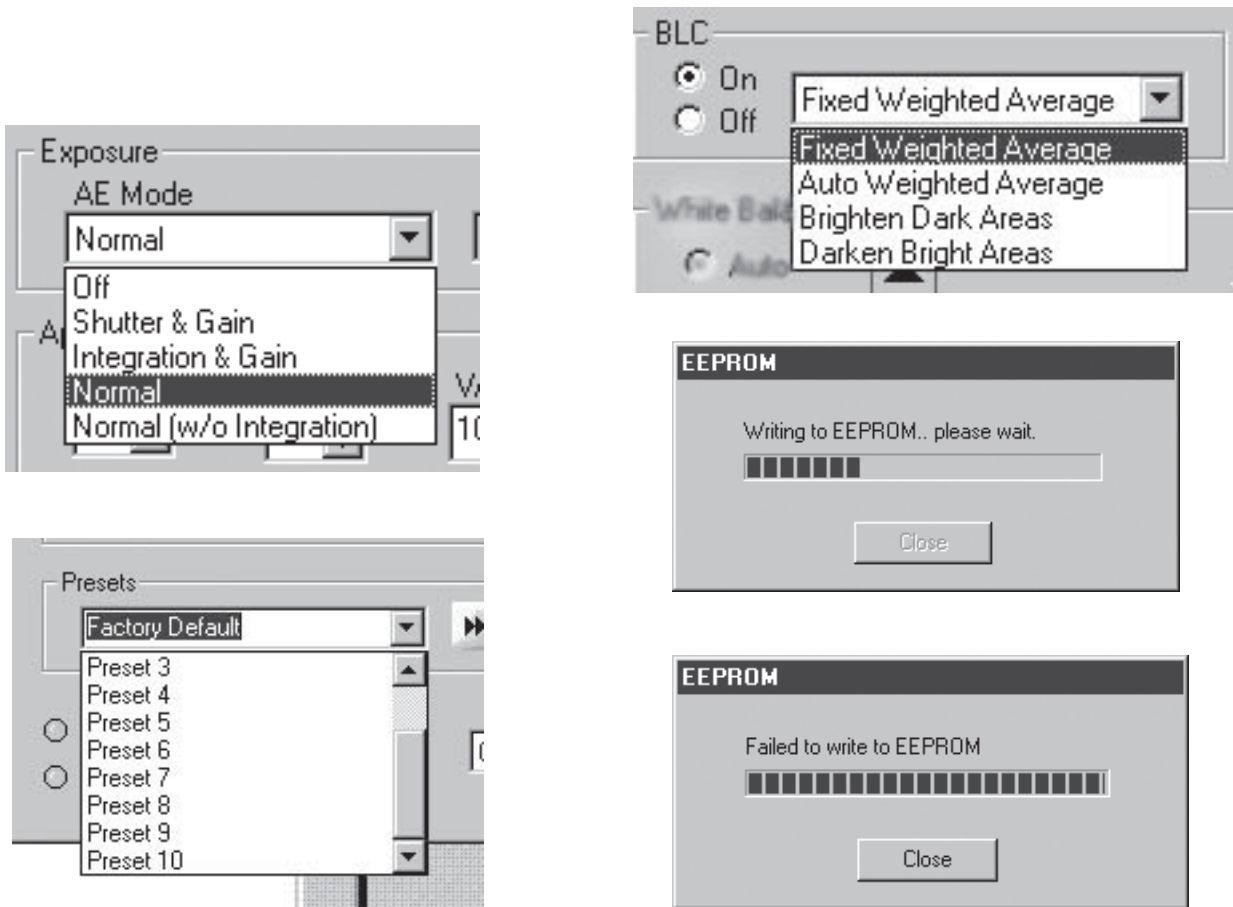 Exposure
AE Mode
Normal
Off
Shutter & Gain
Integration & Gain
Normal
Normal (w/o Integration)
Presets
Factory Default
Preset 3
Preset 4
Preset 5
Preset 6
Preset 7
Preset 8
Preset 9
Preset 10
BLC
On
Off
Fixed Weighted Average
Fixed Weighted Average
Auto Weighted Average
Brighten Dark Areas
Darken Bright Areas
White
Auto
EEPROM
Writing to EEPROM.. please wait.
Close
EEPROM
Failed to write to EEPROM
Close